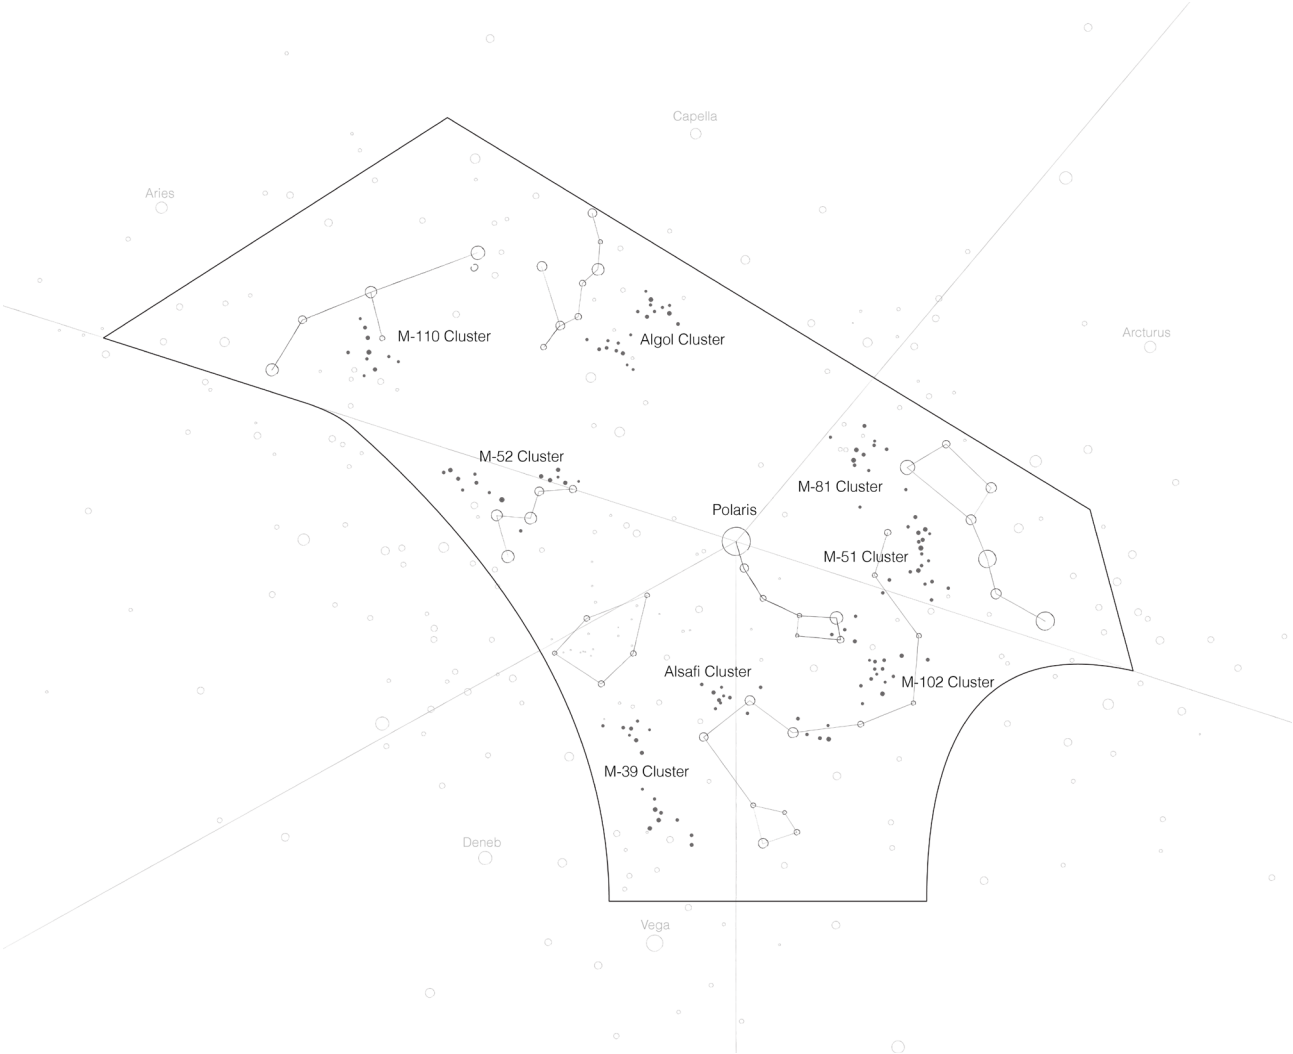 Capella
Aries
Arcturus
M-110 Cluster
Algol Cluster
M-52 Cluster
M-81 Cluster
Polaris
M-51 Cluster
Alsafi Cluster
M-102 Cluster
M-39 Cluster
Deneb
Vega